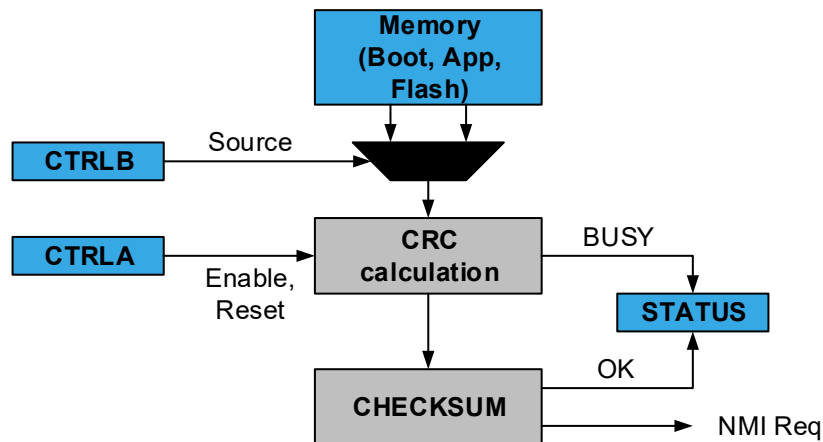 Memory
(Boot, App,
Flash)
CTRLB
Source
CTRLA
Enable,
Reset
CRC
calculation
BUSY
STATUS
CHECKSUM
OK
NMI Req